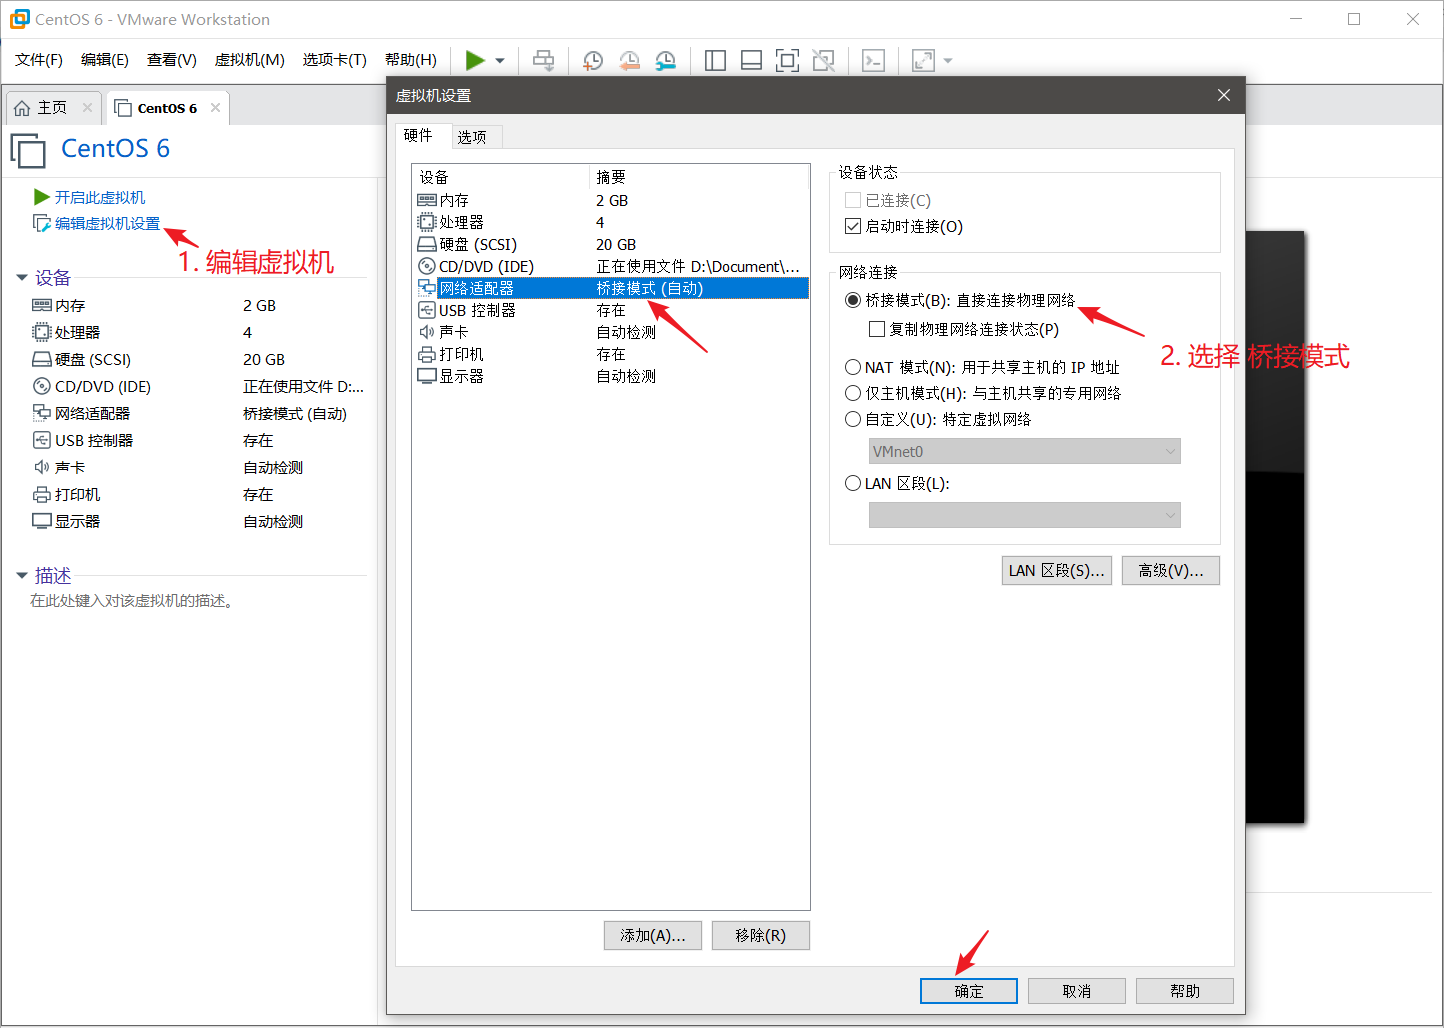 CentOS 6 - VMware Workstation
文件(F) 编辑(E) 查看(V) 虚拟机(M) 选项卡(T) 帮助(H)
主页
CentOS 6
CentOS 6
开启此虚拟机
编辑虚拟机设置
1. 编辑虚拟机
设备
内存 2 GB
处理器 4
硬盘 (SCSI) 20 GB
CD/DVD (IDE) 正在使用文件 D:...
网络适配器 桥接模式 (自动)
USB 控制器 存在
声卡 自动检测
打印机 存在
显示器 自动检测
描述
在此处键入对该虚拟机的描述。
虚拟机设置
硬件 选项
设备 摘要
内存 2 GB
处理器 4
硬盘 (SCSI) 20 GB
CD/DVD (IDE) 正在使用文件 D:\Document\...
网络适配器 桥接模式 (自动)
USB 控制器 存在
声卡 自动检测
打印机 存在
显示器 自动检测
添加(A)... 移除(R)
设备状态
已连接(C)
启动时连接(O)
网络连接
桥接模式(B): 直接连接物理网络
复制物理网络连接状态(P)
2. 选择 桥接模式
NAT 模式(N): 用于共享主机的 IP 地址
仅主机模式(H): 与主机共享的专用网络
自定义(U): 特定虚拟网络
VMnet0
LAN 区段(L):
LAN 区段(S)... 高级(V)...
确定 取消 帮助